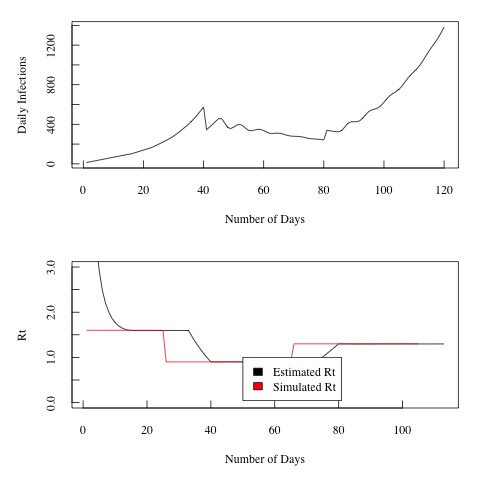 Daily Infections
0
400
800
1200
0 20 40 60 80 100 120
Number of Days
Rt
0.0
1.0
2.0
3.0
Estimated Rt
Simulated Rt
0 20 40 60 80 100
Number of Days